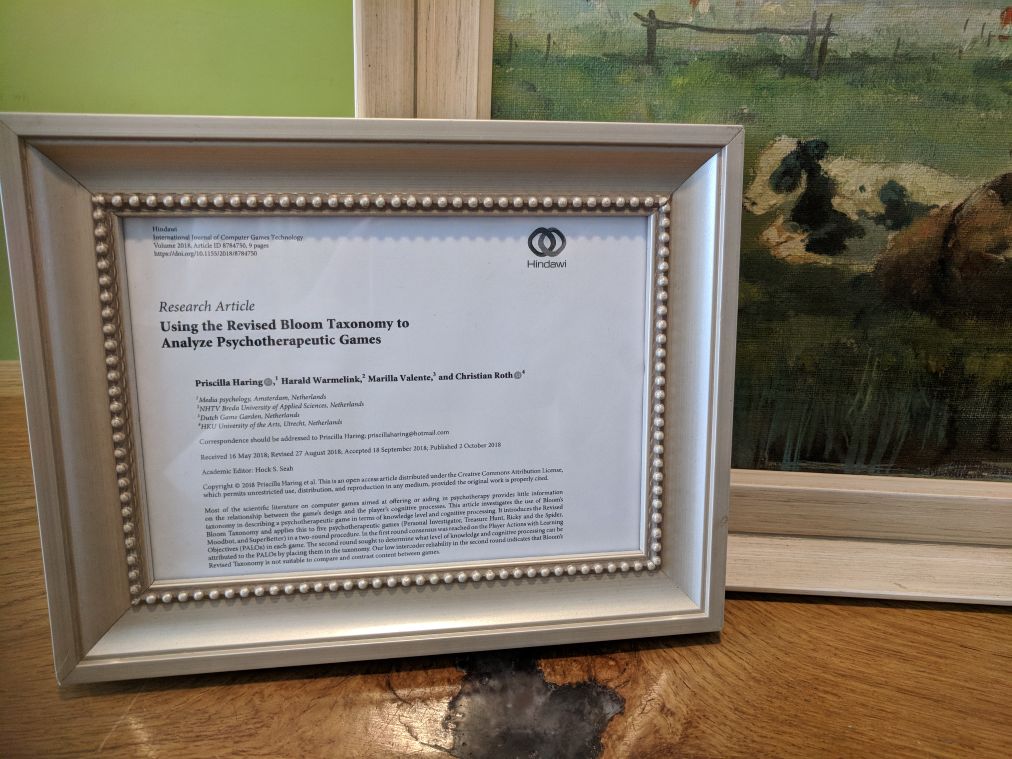 Hindawi
International Journal of Computer Games Technology
Volume 2018, Article ID 8784750, 9 pages
https://doi.org/10.1155/2018/8784750
Hindawi
Research Article
Using the Revised Bloom Taxonomy to
Analyze Psychotherapeutic Games
Priscilla Haring,1 Harald Warmelink,2 Marilla Valente,3 and Christian Roth4
1Media psychology, Amsterdam, Netherlands
2NHTV Breda University of Applied Sciences, Netherlands
3Dutch Game Garden, Netherlands
4HKU University of the Arts, Utrecht, Netherlands
Correspondence should be addressed to Priscilla Haring; priscillaharing@hotmail.com
Received 16 May 2018; Revised 27 August 2018; Accepted 18 September 2018; Published 2 October 2018
Academic Editor: Hock S. Seah
Copyright © 2018 Priscilla Haring et al. This is an open access article distributed under the Creative Commons Attribution License,
which permits unrestricted use, distribution, and reproduction in any medium, provided the original work is properly cited.
Most of the scientific literature on computer games aimed at offering or aiding in psychotherapy provides little information
on the relationship between the game's design and the player's cognitive processes. This article investigates the use of Bloom's
taxonomy in describing a psychotherapeutic game in terms of knowledge level and cognitive processing. It introduces the Revised
Bloom Taxonomy and applies this to five psychotherapeutic games (Personal Investigator, Treasure Hunt, Ricky and the Spider,
Moodbot, and SuperBetter) in a two-round procedure. In the first round consensus was reached on the Player Actions with Learning
Objectives (PALOs) in each game. The second round sought to determine what level of knowledge and cognitive processing can be
attributed to the PALOs by placing them in the taxonomy. Our low intercoder reliability in the second round indicates that Bloom's
Revised Taxonomy is not suitable to compare and contrast content between games.